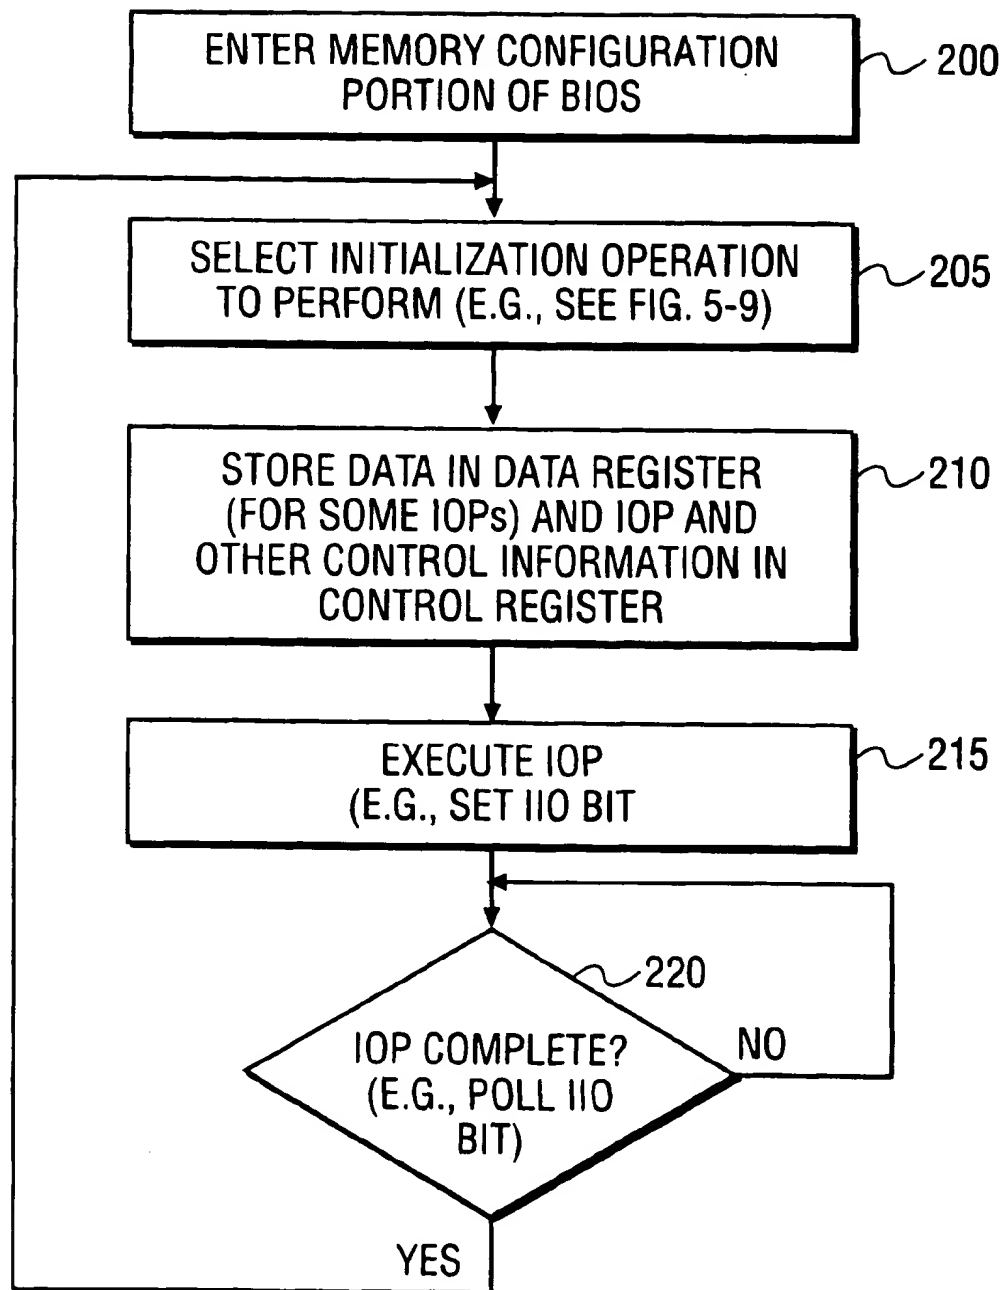 ENTER MEMORY CONFIGURATION
PORTION OF BIOS
200
SELECT INITIALIZATION OPERATION
TO PERFORM (E.G., SEE FIG. 5-9)
205
STORE DATA IN DATA REGISTER
(FOR SOME IOPs) AND IOP AND
OTHER CONTROL INFORMATION IN
CONTROL REGISTER
210
EXECUTE IOP
(E.G., SET IIO BIT
215
220
IOP COMPLETE?
(E.G., POLL IIO
BIT)
NO
YES